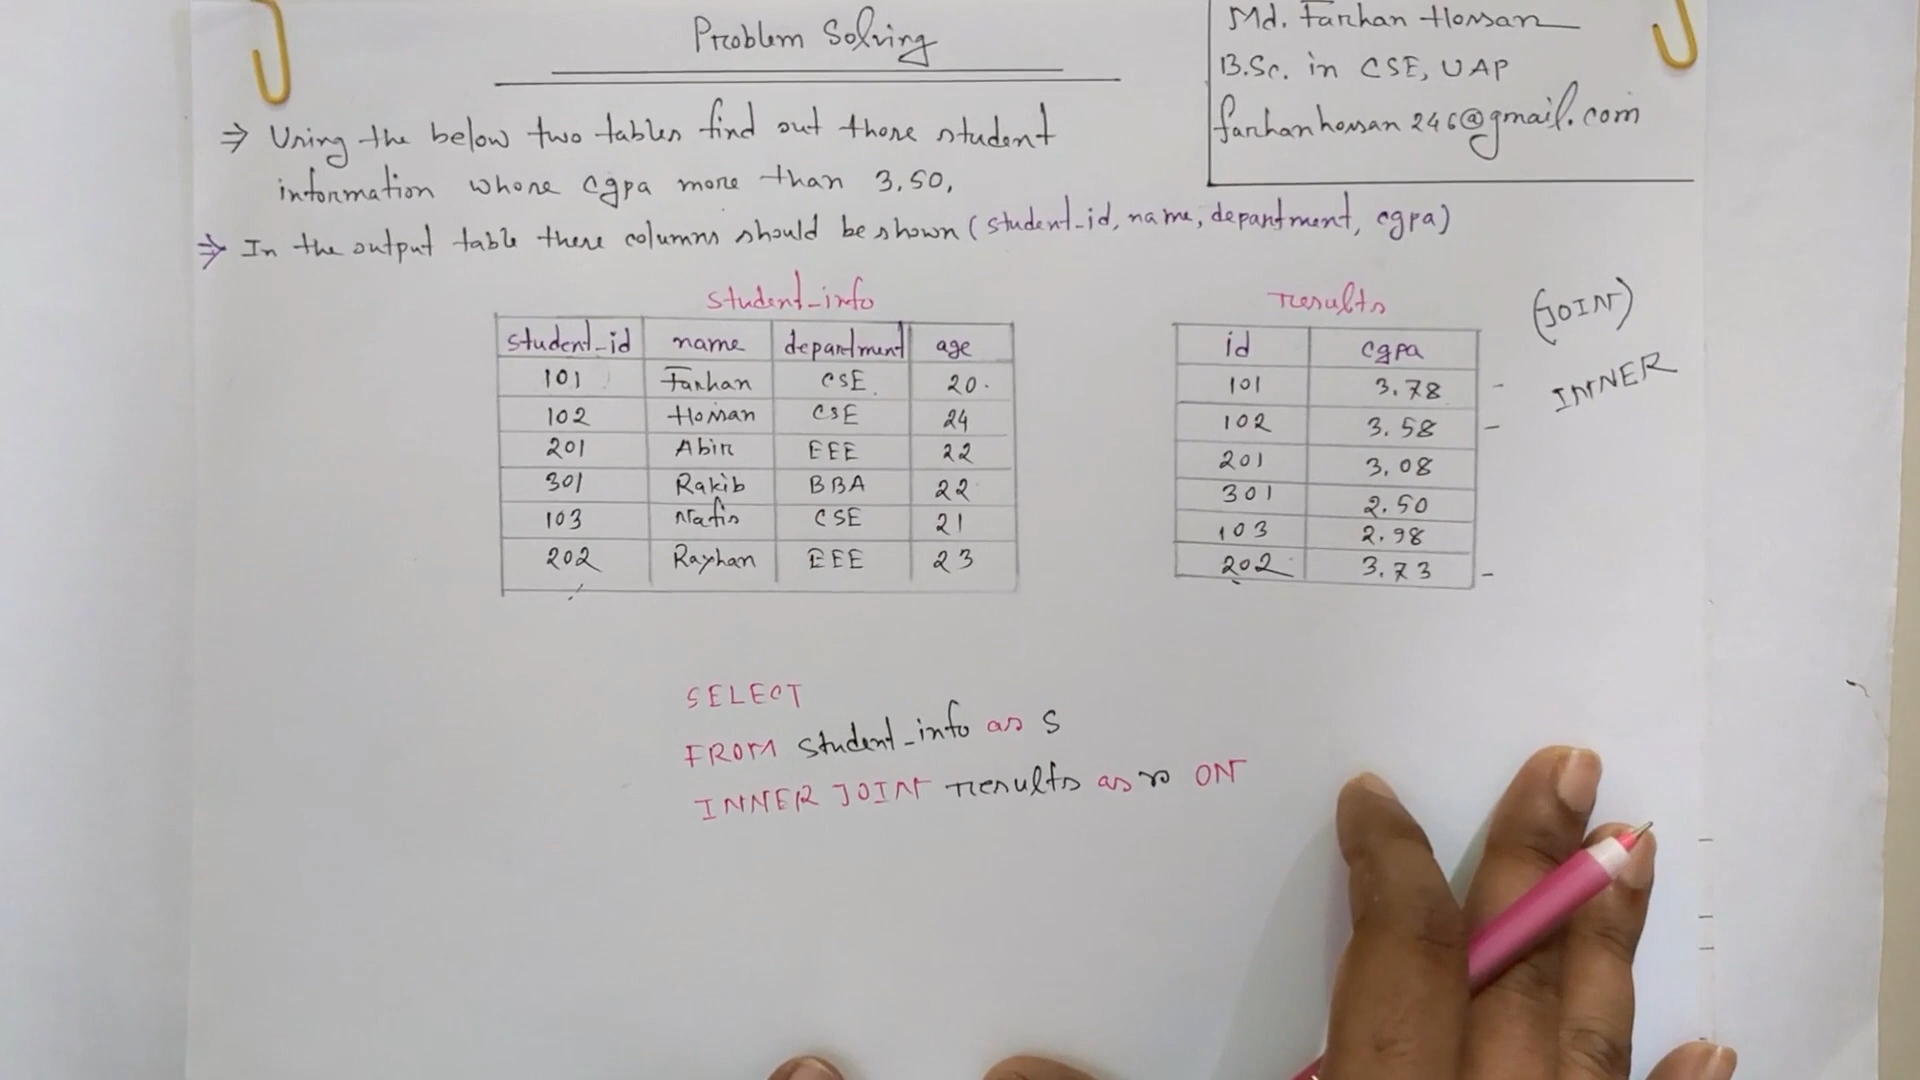 Problem Solving
Md. Farhan Hossan
B.Sc. in CSE, UAP
farhanhossan246@gmail.com
⇒ Using the below two tables find out those student
information whose cgpa more than 3.50.
⇒ In the output table these columns should be shown (student_id, name, department, cgpa)
student_info
student_id name department age
101 Farhan CSE 20
102 Hossan CSE 24
201 Abir EEE 22
301 Rakib BBA 22
103 Nafis CSE 21
202 Rayhan EEE 23
results
id cgpa
101 3.78
102 3.58
201 3.08
301 2.50
103 2.98
202 3.73
(JOIN)
INNER
SELECT
FROM student_info as s
INNER JOIN results as r ON